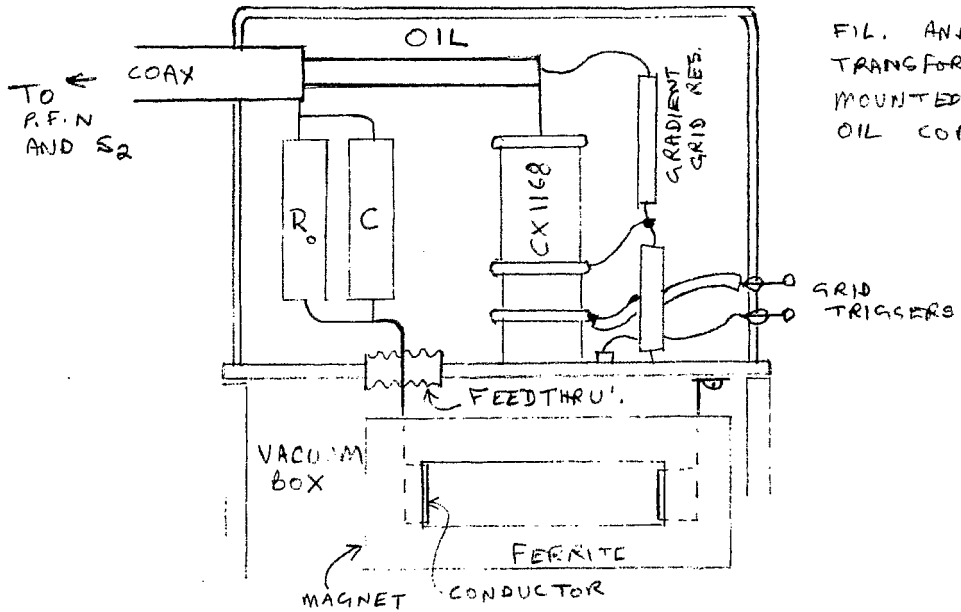 OIL
COAX
TO
P.F.N
AND S2
GRADIENT
GRID RES.
FIL. AND
TRANSFOR
MOUNTED
OIL CO
R₀
C
CX1168
GRID
TRIGGERS
FEEDTHRU'.
VACUUM
BOX
FERRITE
MAGNET
CONDUCTOR